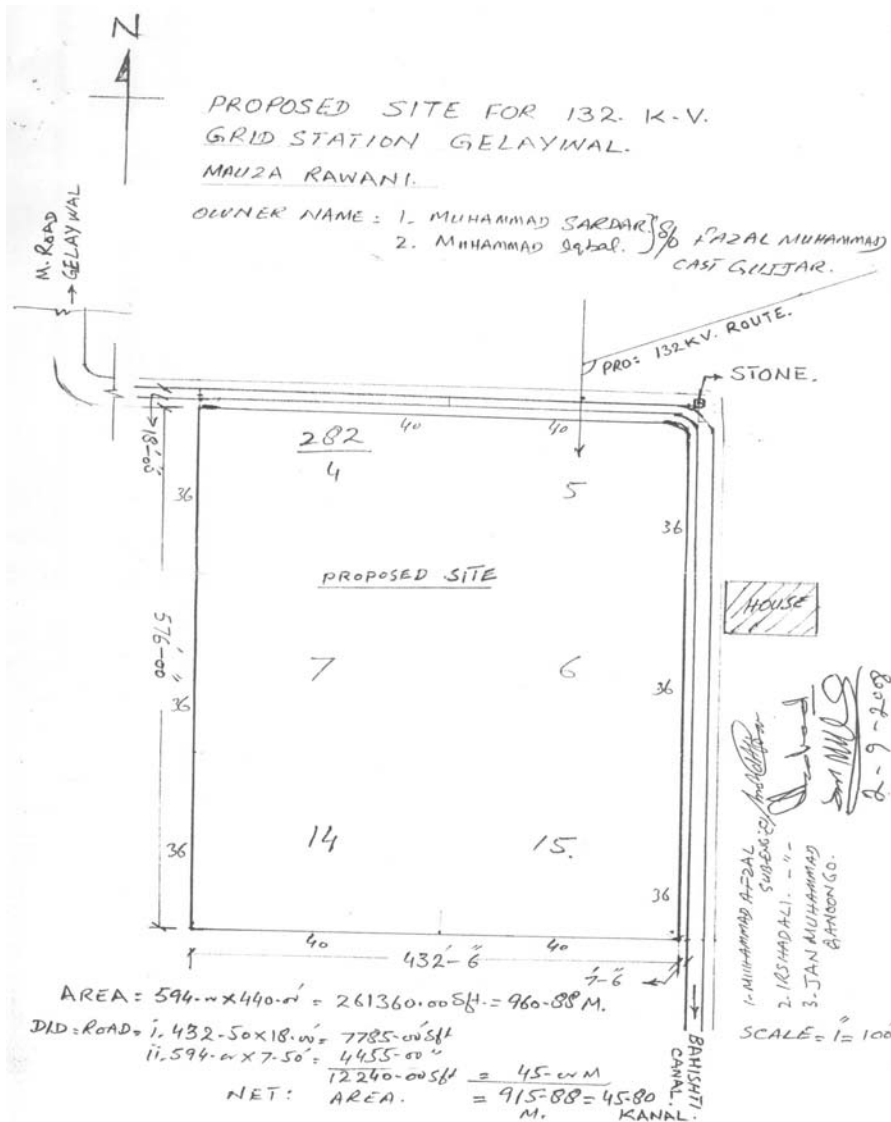 N
PROPOSED SITE FOR 132. K.V.
GRID STATION GELAYWAL.
MAUZA RAWANI.
OWNER NAME: 1. MUHAMMAD SARDAR. } S/O FAZAL MUHAMMAD
2. MUHAMMAD Iqbal.
CAST GUJJAR.
M. ROAD
→ GELAYWAL
PRO: 132 KV. ROUTE.
STONE.
18'-00"
40
40
282
4
5
36
36
PROPOSED SITE
HOUSE
576'-00"
7
6
36
36
14
15.
36
36
40
40
432'-6"
7'-6"
1- MUHAMMAD AFZAL
SUBENGR
2. IRSHAD ALI. -"-
3. JAN MUHAMMAD
QANOONGO.
2-6-2008
AREA = 594-00 x 440-0' = 261360.00 Sft = 960-88 M.
DID = ROAD = i. 432-50 x 18-00' = 7785-00 Sft
ii. 594-00 x 7-50' = 4455-00 "
12240-00 Sft = 45-00 M
NET: AREA. = 915-88 = 45-80
M. KANAL.
BAHISHTI
CANAL.
SCALE = 1" = 100'